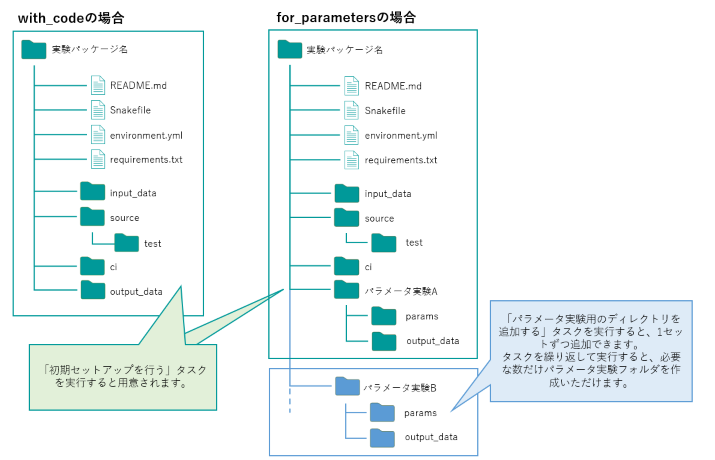 with_codeの場合
実験パッケージ名
README.md
Snakefile
environment.yml
requirements.txt
input_data
source
test
ci
output_data
for_parametersの場合
実験パッケージ名
README.md
Snakefile
environment.yml
requirements.txt
input_data
source
test
ci
パラメータ実験A
params
output_data
パラメータ実験B
params
output_data
「初期セットアップを行う」タスク
を実行すると用意されます。
「パラメータ実験用のディレクトリを
追加する」タスクを実行すると、1セッ
トずつ追加できます。
タスクを繰り返して実行すると、必要
な数だけパラメータ実験フォルダを作
成いただけます。